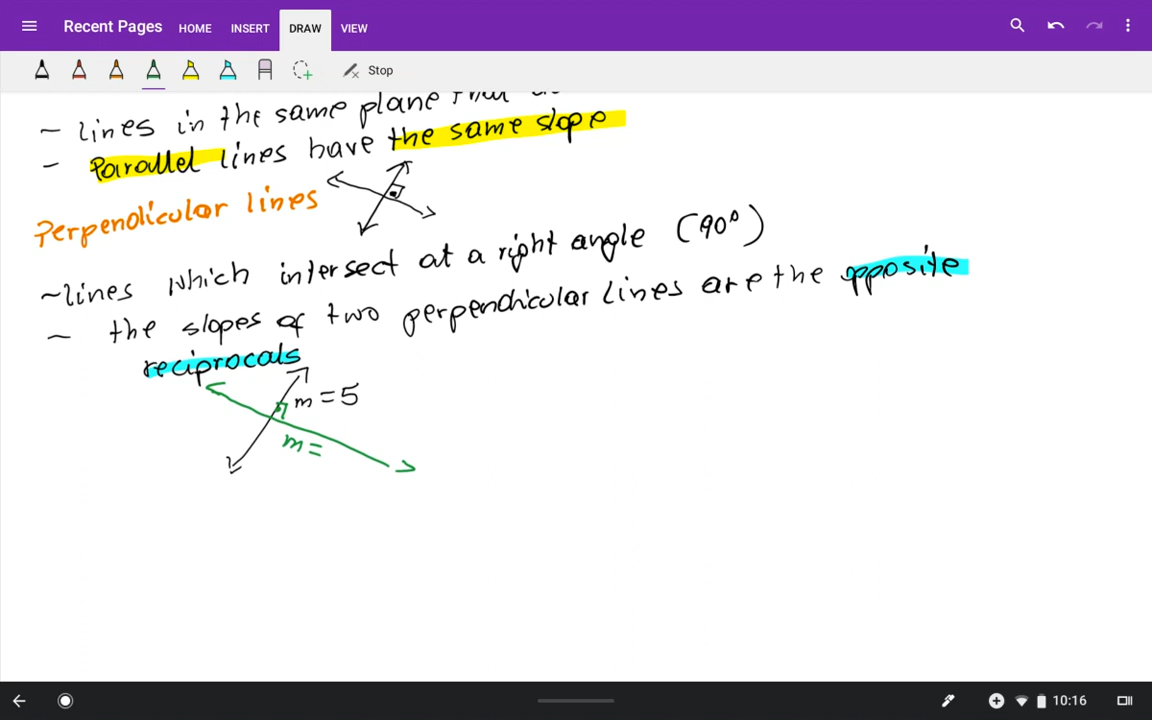 Recent Pages HOME INSERT DRAW VIEW
Stop
~ lines in the same plane that
- Parallel lines have the same slope
Perpendicular lines
~lines which intersect at a right angle (90°)
~ the slopes of two perpendicular lines are the opposite
reciprocals
m = 5
m =
10:16